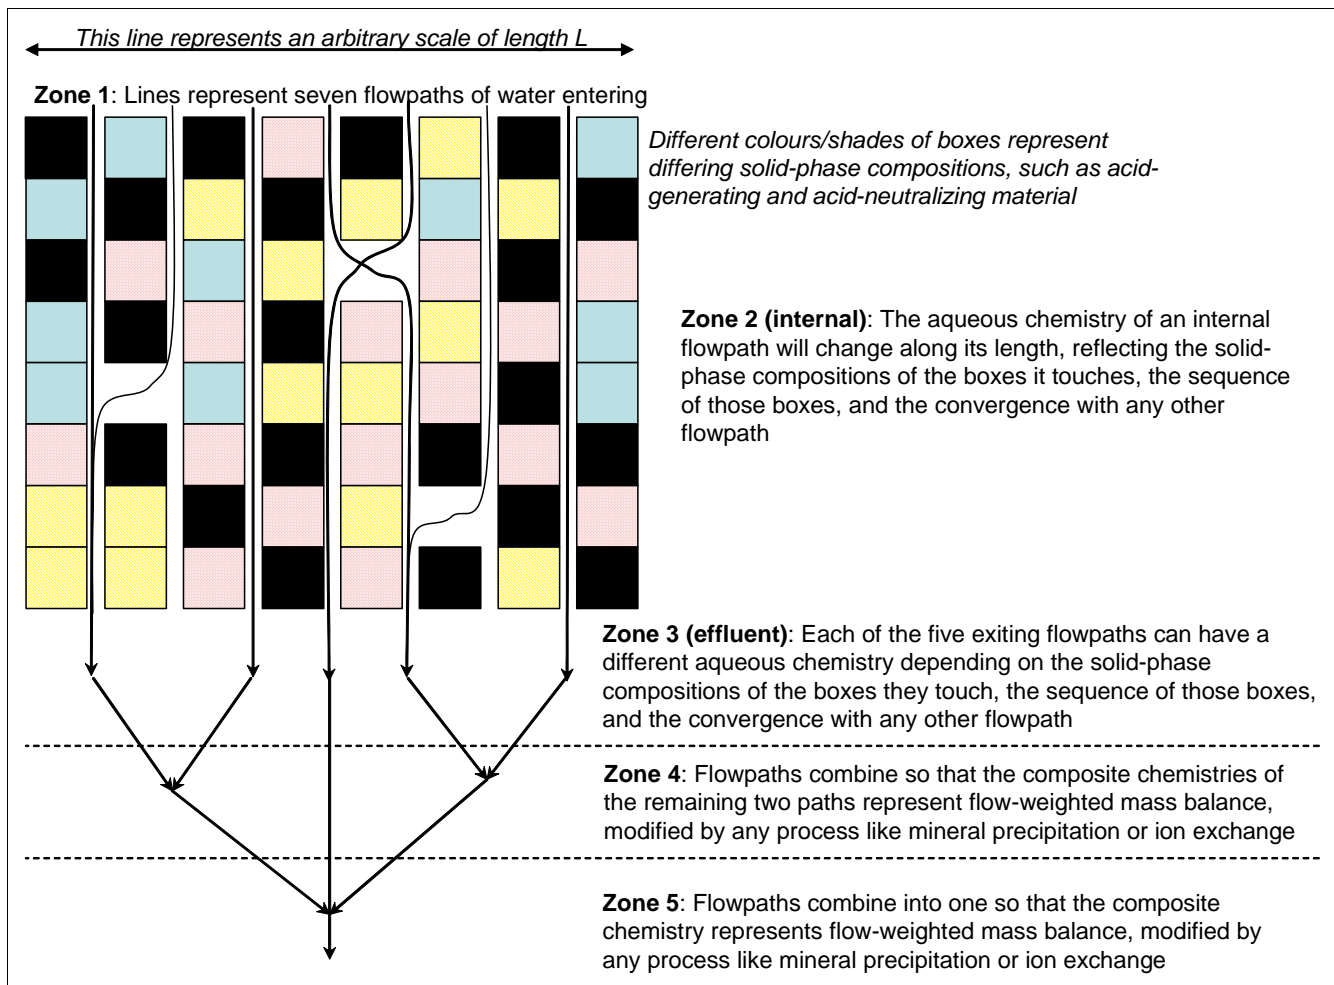 This line represents an arbitrary scale of length L
Zone 1: Lines represent seven flowpaths of water entering
Different colours/shades of boxes represent
differing solid-phase compositions, such as acid-
generating and acid-neutralizing material
Zone 2 (internal): The aqueous chemistry of an internal
flowpath will change along its length, reflecting the solid-
phase compositions of the boxes it touches, the sequence
of those boxes, and the convergence with any other
flowpath
Zone 3 (effluent): Each of the five exiting flowpaths can have a
different aqueous chemistry depending on the solid-phase
compositions of the boxes they touch, the sequence of those boxes,
and the convergence with any other flowpath
Zone 4: Flowpaths combine so that the composite chemistries of
the remaining two paths represent flow-weighted mass balance,
modified by any process like mineral precipitation or ion exchange
Zone 5: Flowpaths combine into one so that the composite
chemistry represents flow-weighted mass balance, modified by
any process like mineral precipitation or ion exchange